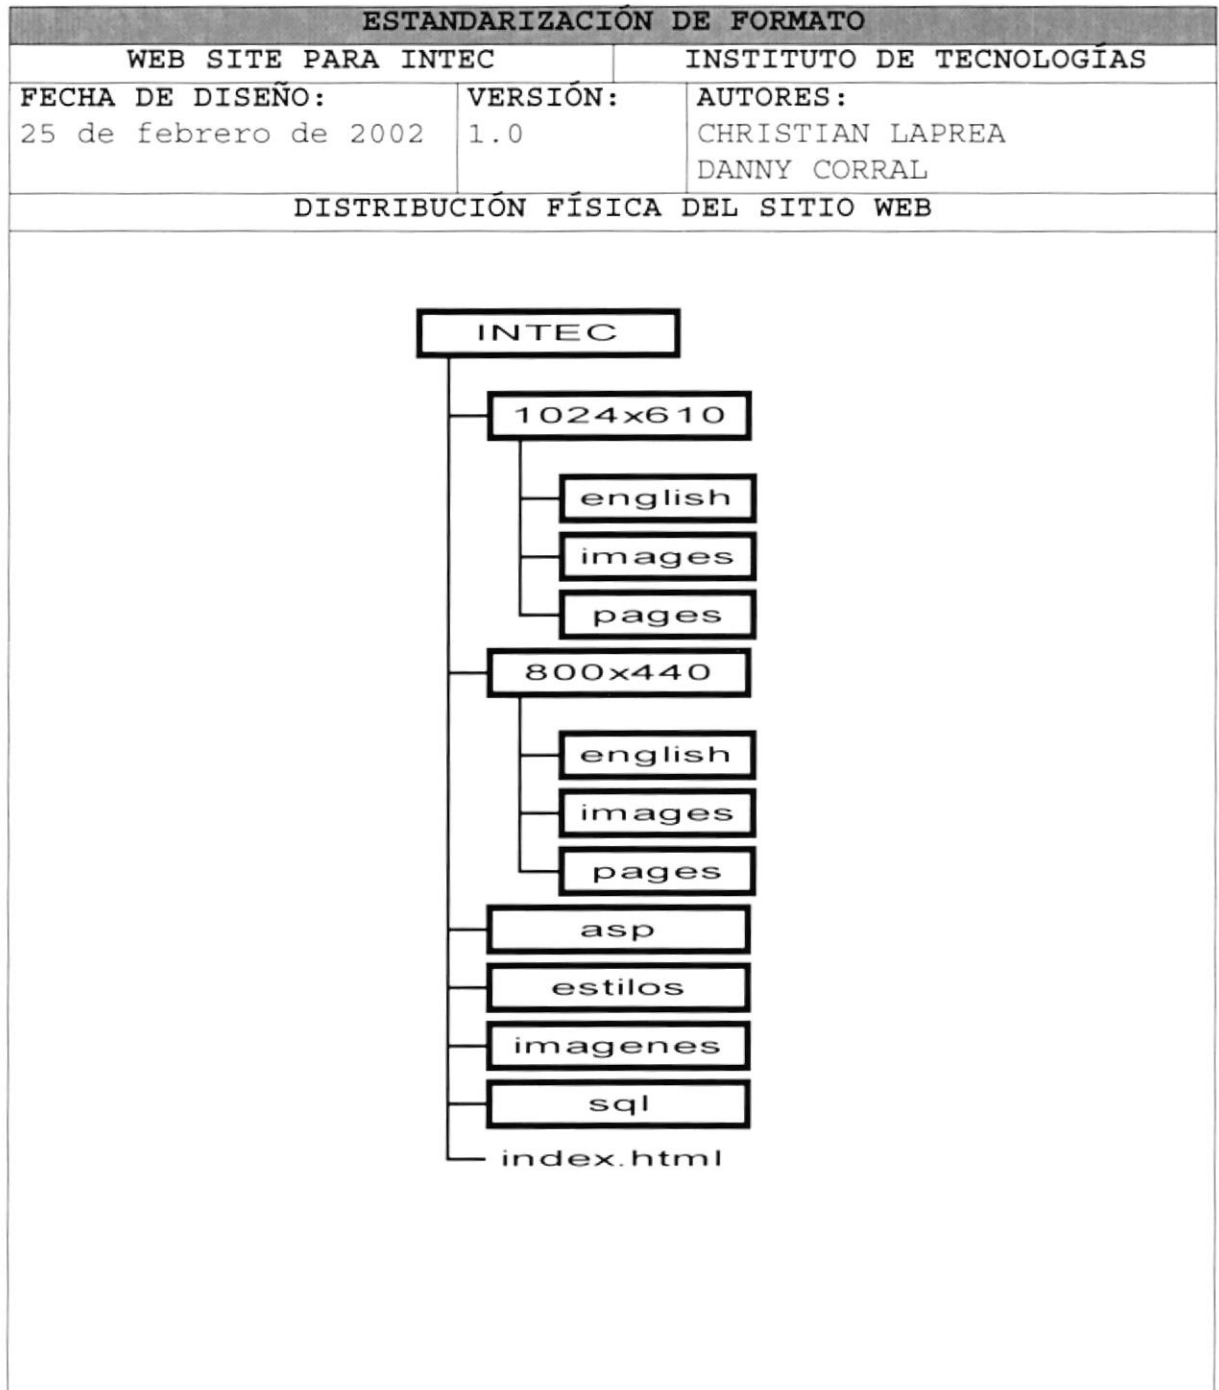 ESTANDARIZACIÓN DE FORMATO
WEB SITE PARA INTEC
INSTITUTO DE TECNOLOGÍAS
FECHA DE DISEÑO:
25 de febrero de 2002
VERSIÓN:
1.0
AUTORES:
CHRISTIAN LAPREA
DANNY CORRAL
DISTRIBUCIÓN FÍSICA DEL SITIO WEB
INTEC
1024x610
english
images
pages
800x440
english
images
pages
asp
estilos
imagenes
sql
index.html